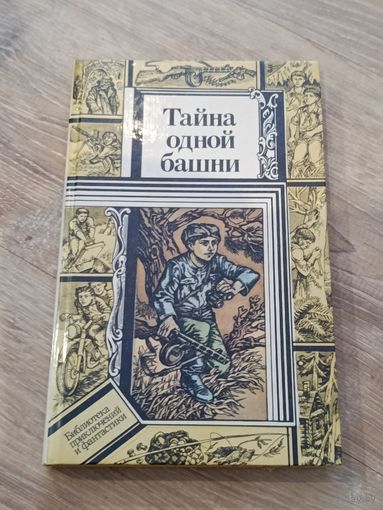 Тайна
одной
башни
Библиотека
приключений
и фантастики